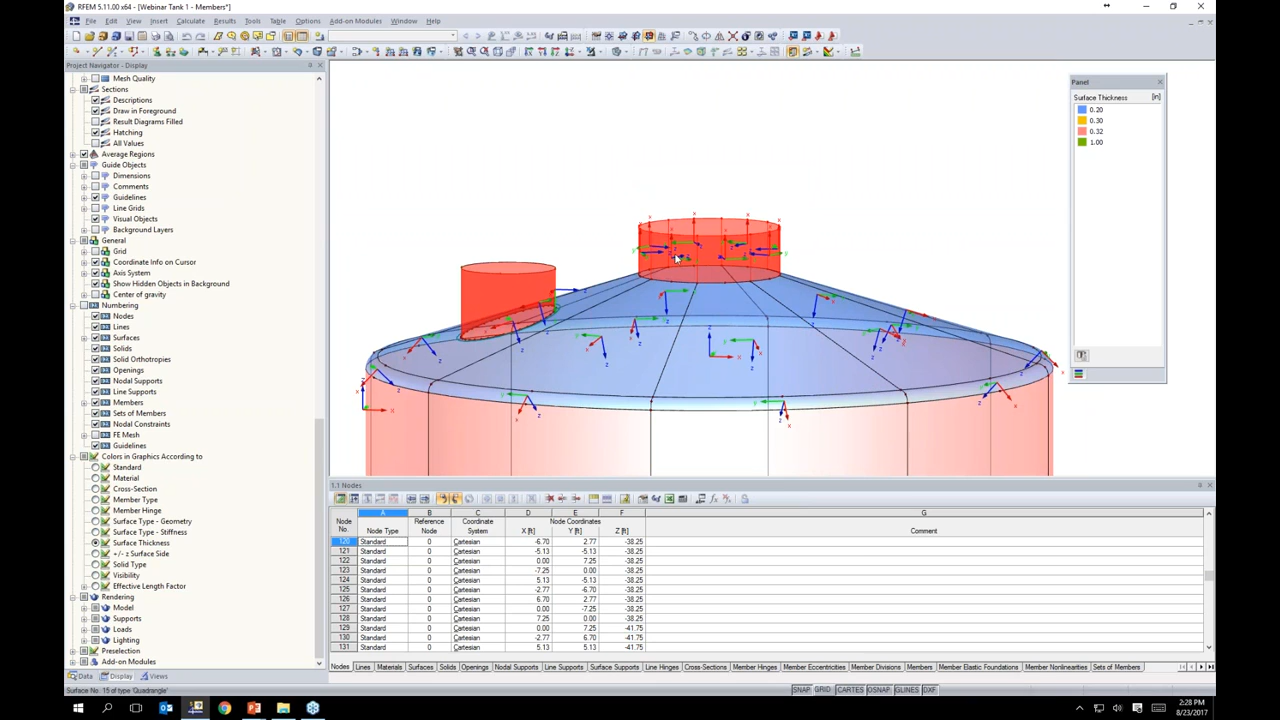 RFEM 5.11.00 x64 - [Webinar Tank 1 - Members*]
File Edit View Insert Calculate Results Tools Table Options Add-on Modules Window Help
Project Navigator - Display
Mesh Quality
Sections
Descriptions
Draw in Foreground
Result Diagrams Filled
Hatching
All Values
Average Regions
Guide Objects
Dimensions
Comments
Guidelines
Line Grids
Visual Objects
Background Layers
General
Grid
Coordinate Info on Cursor
Axis System
Show Hidden Objects in Background
Center of gravity
Numbering
Nodes
Lines
Surfaces
Solids
Solid Orthotropies
Openings
Nodal Supports
Line Supports
Members
Sets of Members
Nodal Constraints
FE Mesh
Guidelines
Colors in Graphics According to
Standard
Material
Cross-Section
Member Type
Member Hinge
Surface Type - Geometry
Surface Type - Stiffness
Surface Thickness
+/- z Surface Side
Solid Type
Visibility
Effective Length Factor
Rendering
Model
Supports
Loads
Lighting
Preselection
Add-on Modules
Data Display Views
Panel
Surface Thickness [in]
0.20
0.30
0.32
1.00
1.1 Nodes
A B C D E F G
Node Reference Coordinate Node Coordinates
No. Node Type Node System X [ft] Y [ft] Z [ft] Comment
120 Standard 0 Cartesian -6.70 2.77 -38.25
121 Standard 0 Cartesian -5.13 -5.13 -38.25
122 Standard 0 Cartesian 0.00 7.25 -38.25
123 Standard 0 Cartesian -7.25 0.00 -38.25
124 Standard 0 Cartesian 5.13 -5.13 -38.25
125 Standard 0 Cartesian -2.77 -6.70 -38.25
126 Standard 0 Cartesian 6.70 2.77 -38.25
127 Standard 0 Cartesian 0.00 -7.25 -38.25
128 Standard 0 Cartesian 7.25 0.00 -38.25
129 Standard 0 Cartesian 0.00 7.25 -41.75
130 Standard 0 Cartesian -2.77 6.70 -41.75
131 Standard 0 Cartesian 5.13 5.13 -41.75
Nodes Lines Materials Surfaces Solids Openings Nodal Supports Line Supports Surface Supports Line Hinges Cross-Sections Member Hinges Member Eccentricities Member Divisions Members Member Elastic Foundations Member Nonlinearities Sets of Members
Surface No. 15 of type 'Quadrangle'
SNAP GRID CARTES OSNAP GLINES DXF
2:28 PM
8/23/2017